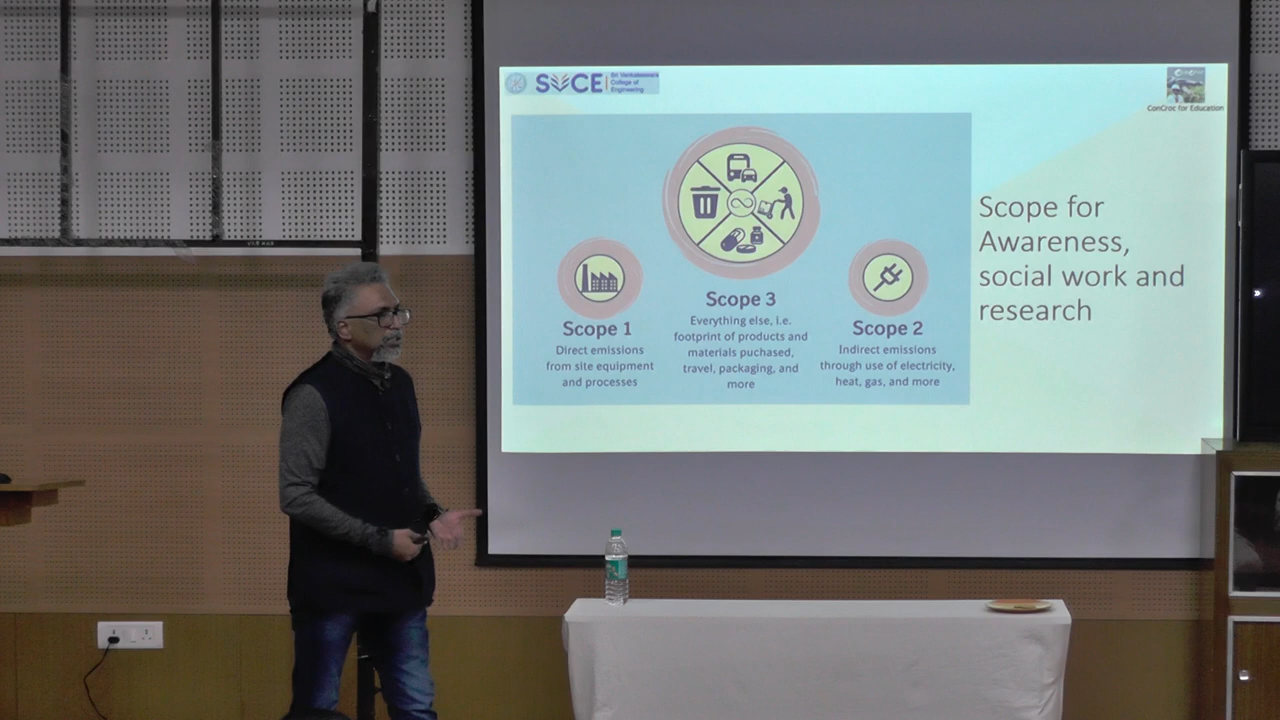 SVCE
Sri Venkateswara
College of
Engineering
ConCroc for Education
Scope 3
Everything else, i.e.
footprint of products and
materials puchased,
travel, packaging, and
more
Scope 1
Direct emissions
from site equipment
and processes
Scope 2
Indirect emissions
through use of electricity,
heat, gas, and more
Scope for
Awareness,
social work and
research